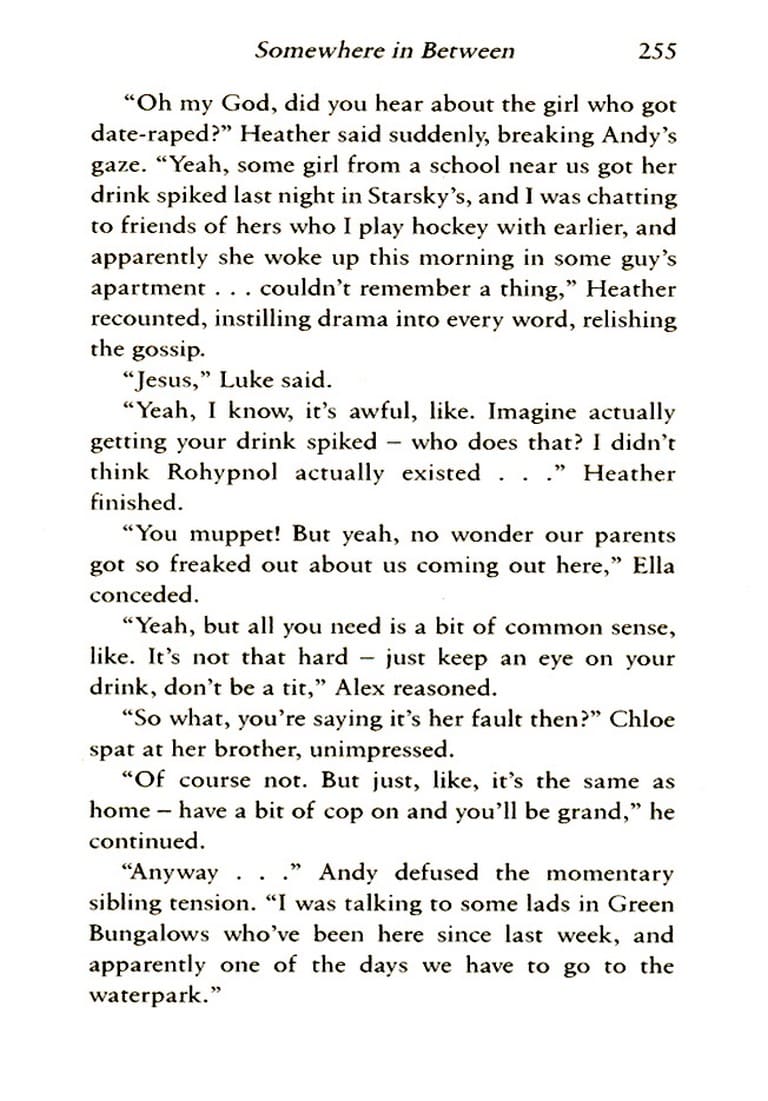 Somewhere in Between 255
“Oh my God, did you hear about the girl who got
date-raped?” Heather said suddenly, breaking Andy’s
gaze. “Yeah, some girl from a school near us got her
drink spiked last night in Starsky’s, and I was chatting
to friends of hers who I play hockey with earlier, and
apparently she woke up this morning in some guy’s
apartment . . . couldn’t remember a thing,” Heather
recounted, instilling drama into every word, relishing
the gossip.
“Jesus,” Luke said.
“Yeah, I know, it’s awful, like. Imagine actually
getting your drink spiked – who does that? I didn’t
think Rohypnol actually existed . . .” Heather
finished.
“You muppet! But yeah, no wonder our parents
got so freaked out about us coming out here,” Ella
conceded.
“Yeah, but all you need is a bit of common sense,
like. It’s not that hard – just keep an eye on your
drink, don’t be a tit,” Alex reasoned.
“So what, you’re saying it’s her fault then?” Chloe
spat at her brother, unimpressed.
“Of course not. But just, like, it’s the same as
home – have a bit of cop on and you’ll be grand,” he
continued.
“Anyway . . .” Andy defused the momentary
sibling tension. “I was talking to some lads in Green
Bungalows who’ve been here since last week, and
apparently one of the days we have to go to the
waterpark.”